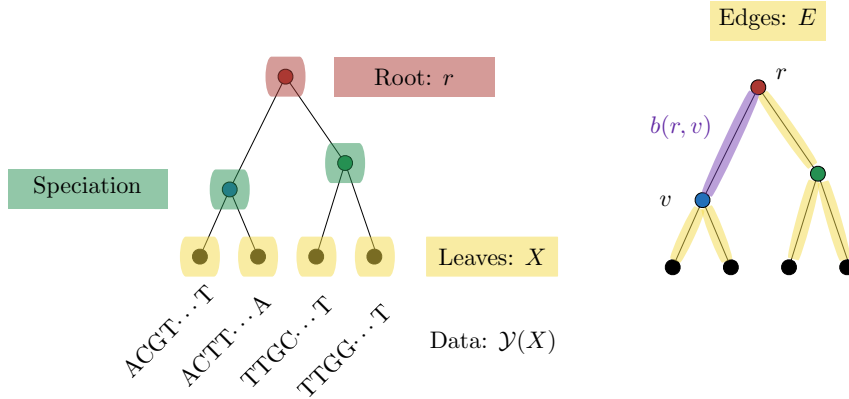 Edges: E
Root: r
r
b(r, v)
Speciation
v
Leaves: X
ACGT···T
ACTT···A
TTGC···T
TTGG···T
Data: 𝒴(X)